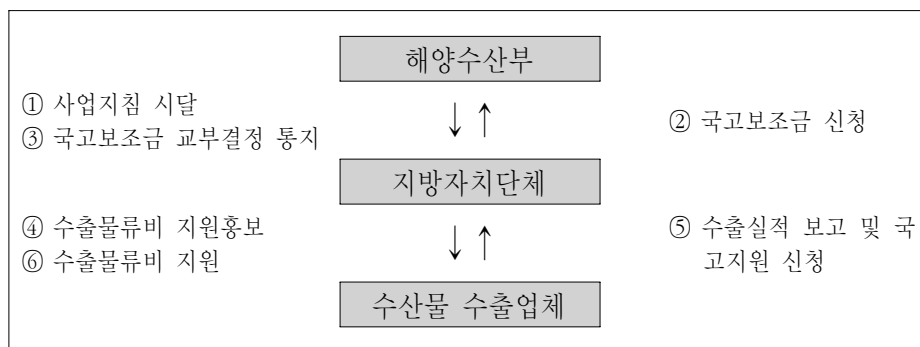 해양수산부
① 사업지침 시달
③ 국고보조금 교부결정 통지
↓ ↑
② 국고보조금 신청
지방자치단체
④ 수출물류비 지원홍보
⑥ 수출물류비 지원
↓ ↑
⑤ 수출실적 보고 및 국
고지원 신청
수산물 수출업체